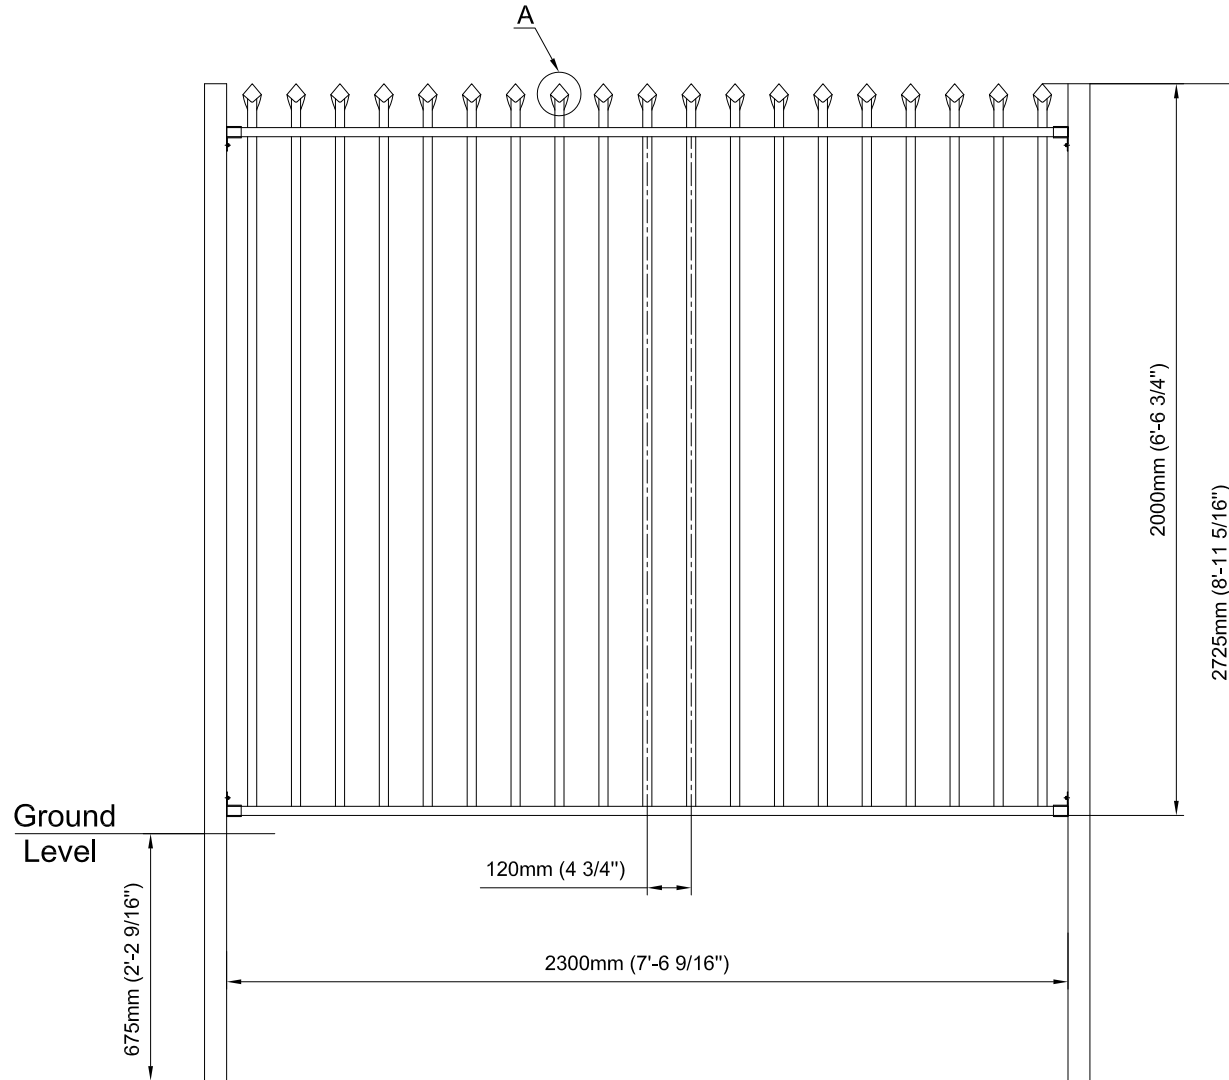 A
2000mm (6'-6 3/4")
2725mm (8'-11 5/16")
Ground
Level
120mm (4 3/4")
675mm (2'-2 9/16")
2300mm (7'-6 9/16")